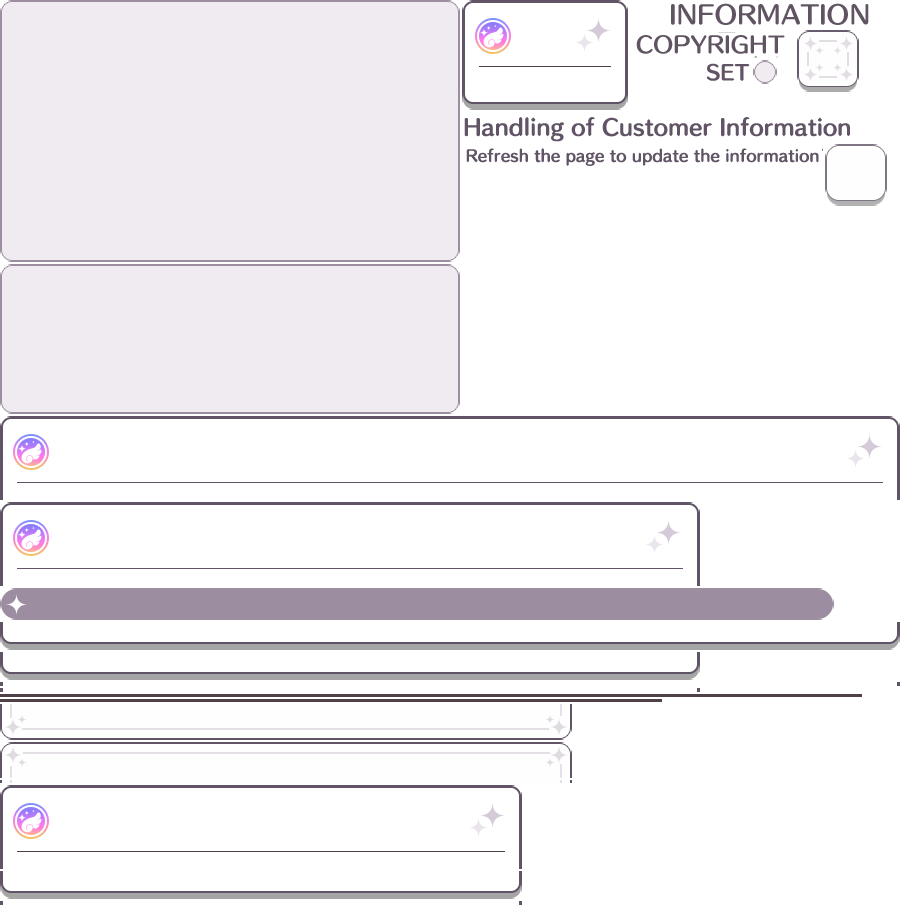 INFORMATION
COPYRIGHT
SET
Handling of Customer Information
Refresh the page to update the information